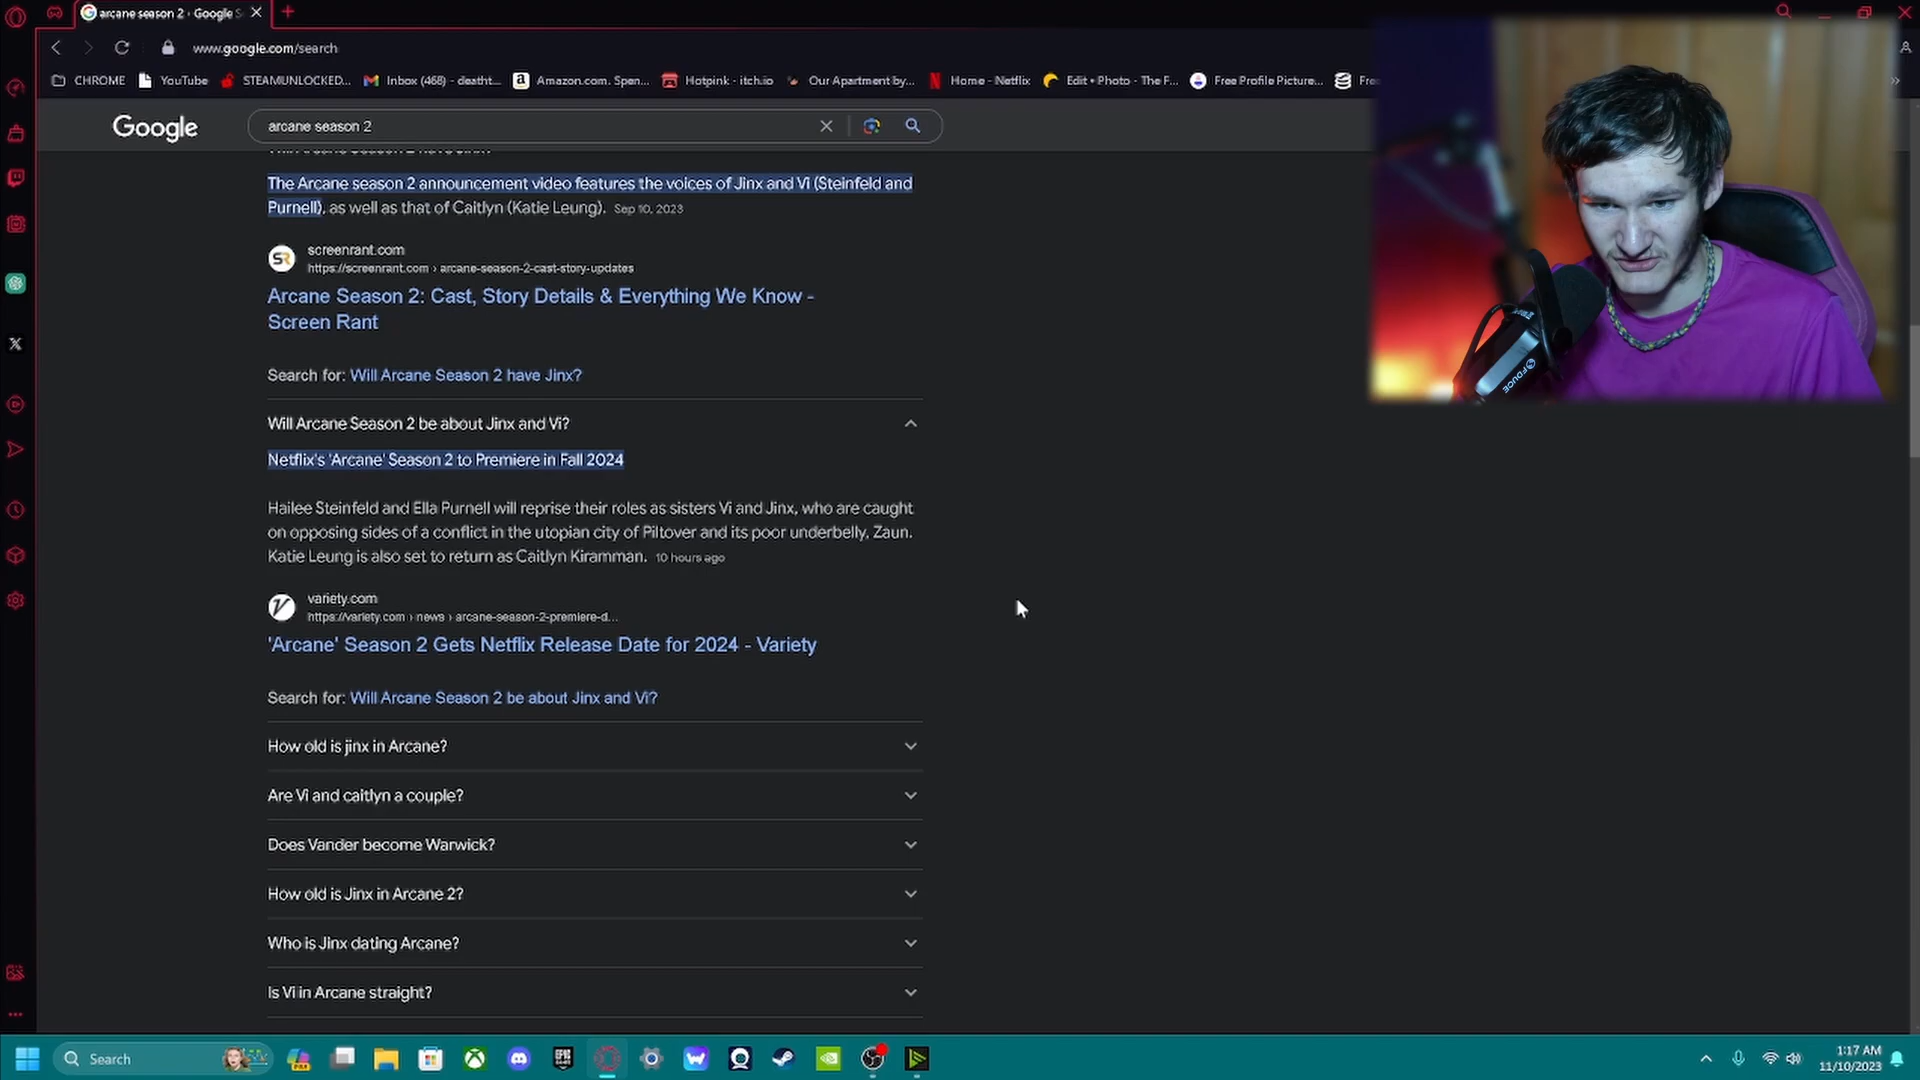 arcane season 2 - Google S
www.google.com/search
CHROME
YouTube
STEAMUNLOCKED...
Inbox (468) - deatht...
Amazon.com. Spen...
Hotpink - itch.io
Our Apartment by...
Home - Netflix
Edit • Photo - The F...
Free Profile Picture...
Free
Google
arcane season 2
The Arcane season 2 announcement video features the voices of Jinx and Vi (Steinfeld and
Purnell), as well as that of Caitlyn (Katie Leung). Sep 10, 2023
screenrant.com
https://screenrant.com › arcane-season-2-cast-story-updates
Arcane Season 2: Cast, Story Details & Everything We Know -
Screen Rant
Search for: Will Arcane Season 2 have Jinx?
Will Arcane Season 2 be about Jinx and Vi?
Netflix's 'Arcane' Season 2 to Premiere in Fall 2024
Hailee Steinfeld and Ella Purnell will reprise their roles as sisters Vi and Jinx, who are caught
on opposing sides of a conflict in the utopian city of Piltover and its poor underbelly, Zaun.
Katie Leung is also set to return as Caitlyn Kiramman. 10 hours ago
variety.com
https://variety.com › news › arcane-season-2-premiere-d...
'Arcane' Season 2 Gets Netflix Release Date for 2024 - Variety
Search for: Will Arcane Season 2 be about Jinx and Vi?
How old is jinx in Arcane?
Are Vi and caitlyn a couple?
Does Vander become Warwick?
How old is Jinx in Arcane 2?
Who is Jinx dating Arcane?
Is Vi in Arcane straight?
FDUCE
Search
1:17 AM
11/10/2023